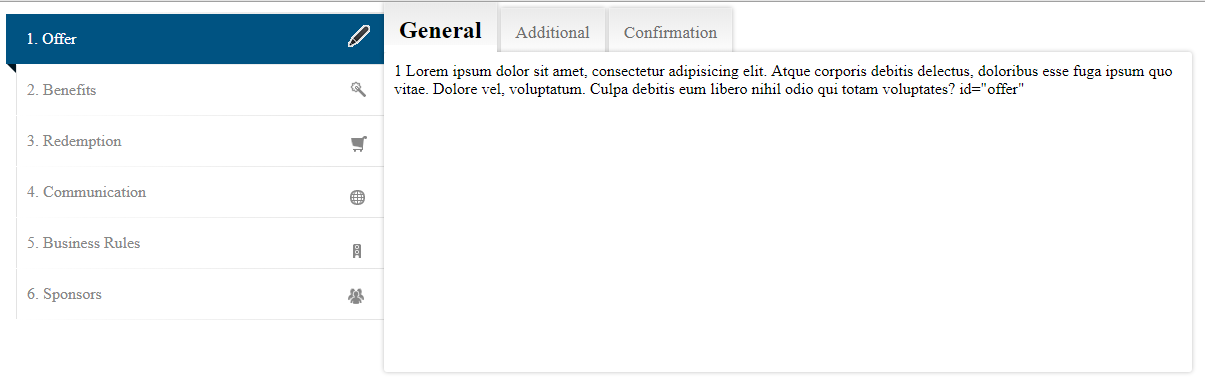 1. Offer
2. Benefits
3. Redemption
4. Communication
5. Business Rules
6. Sponsors
General
Additional
Confirmation
1 Lorem ipsum dolor sit amet, consectetur adipisicing elit. Atque corporis debitis delectus, doloribus esse fuga ipsum quo
vitae. Dolore vel, voluptatum. Culpa debitis eum libero nihil odio qui totam voluptates? id="offer"